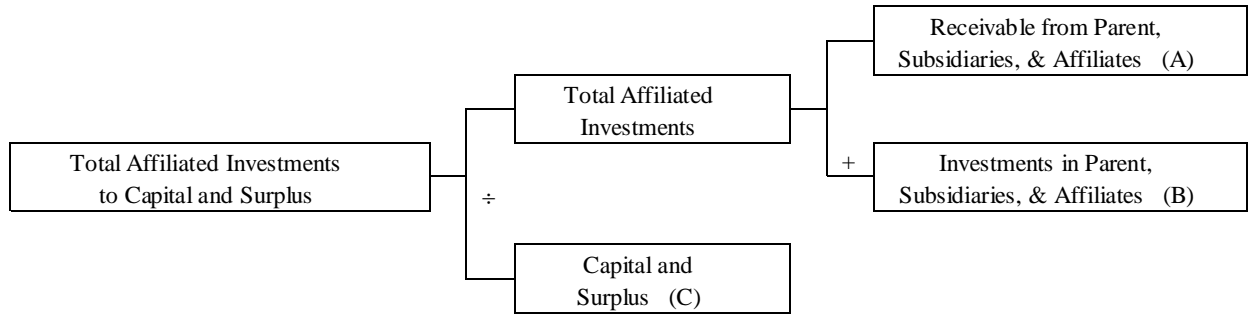 Total Affiliated Investments
to Capital and Surplus
÷
Total Affiliated
Investments
Capital and
Surplus (C)
+
Receivable from Parent,
Subsidiaries, & Affiliates (A)
Investments in Parent,
Subsidiaries, & Affiliates (B)